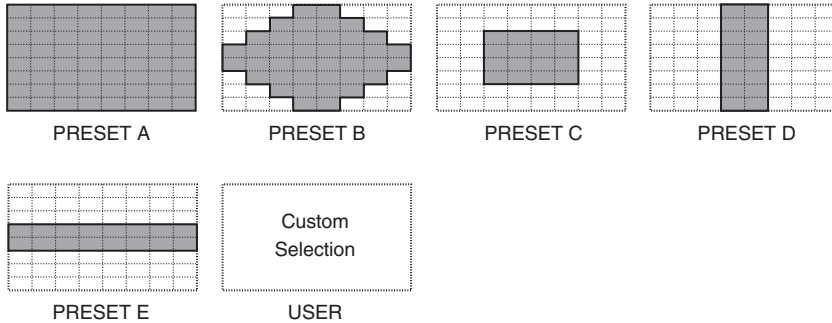 PRESET A
PRESET B
PRESET C
PRESET D
Custom
Selection
PRESET E
USER